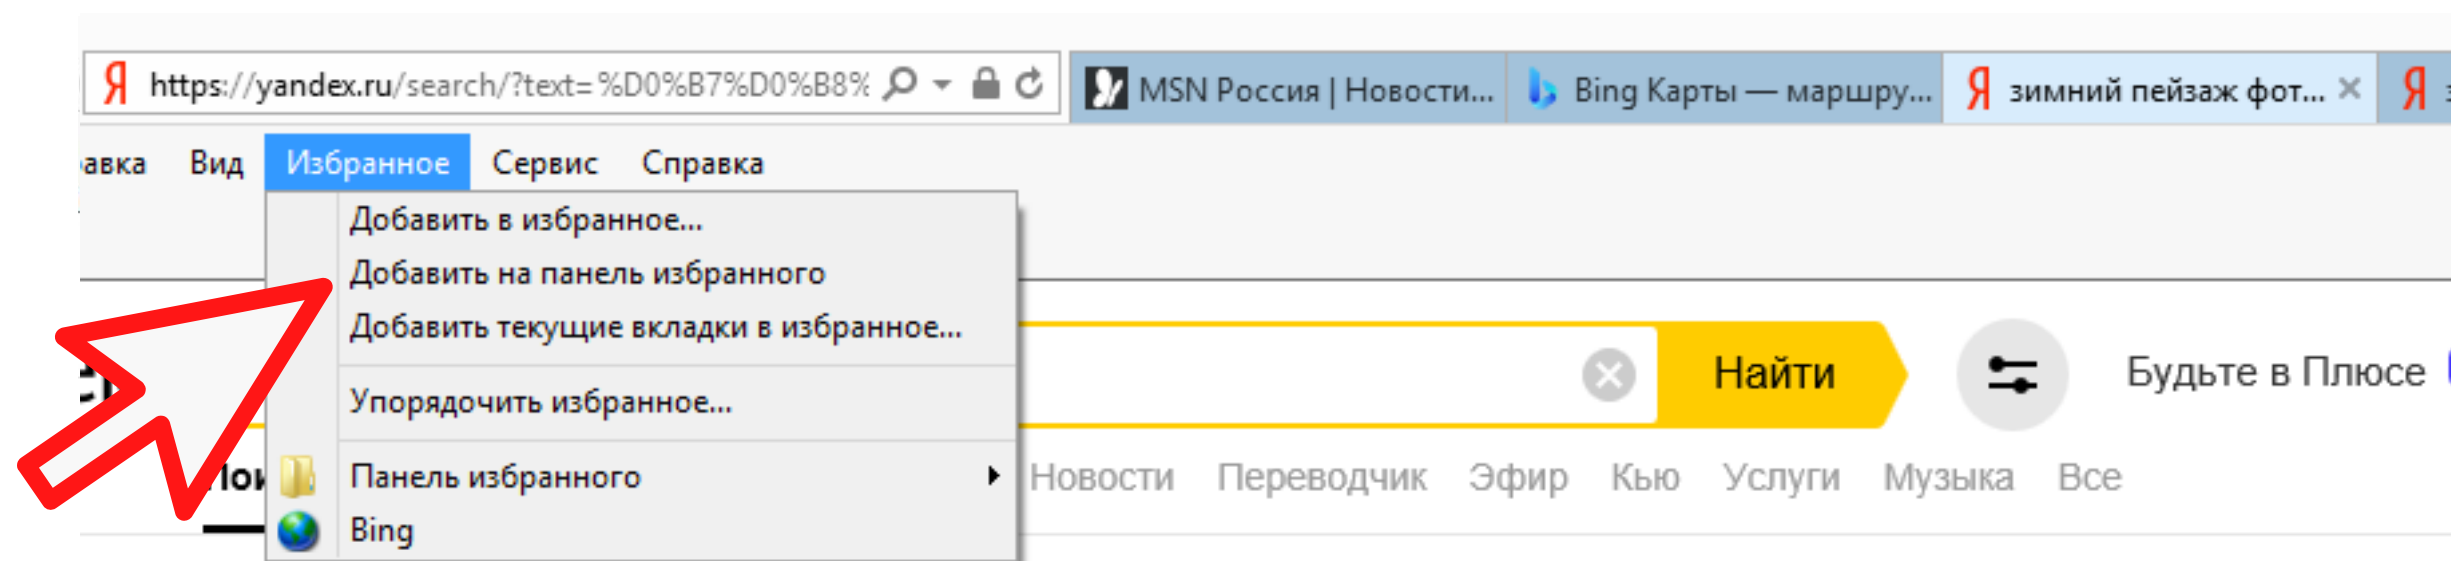 Я https://yandex.ru/search/?text=%D0%B7%D0%B8% MSN Россия | Новости... Bing Карты — маршру... Я зимний пейзаж фот... Я
авка Вид Избранное Сервис Справка
Добавить в избранное...
Добавить на панель избранного
Добавить текущие вкладки в избранное...
Найти Будьте в Плюсе
Упорядочить избранное...
Панель избранного Новости Переводчик Эфир Кью Услуги Музыка Все
Bing